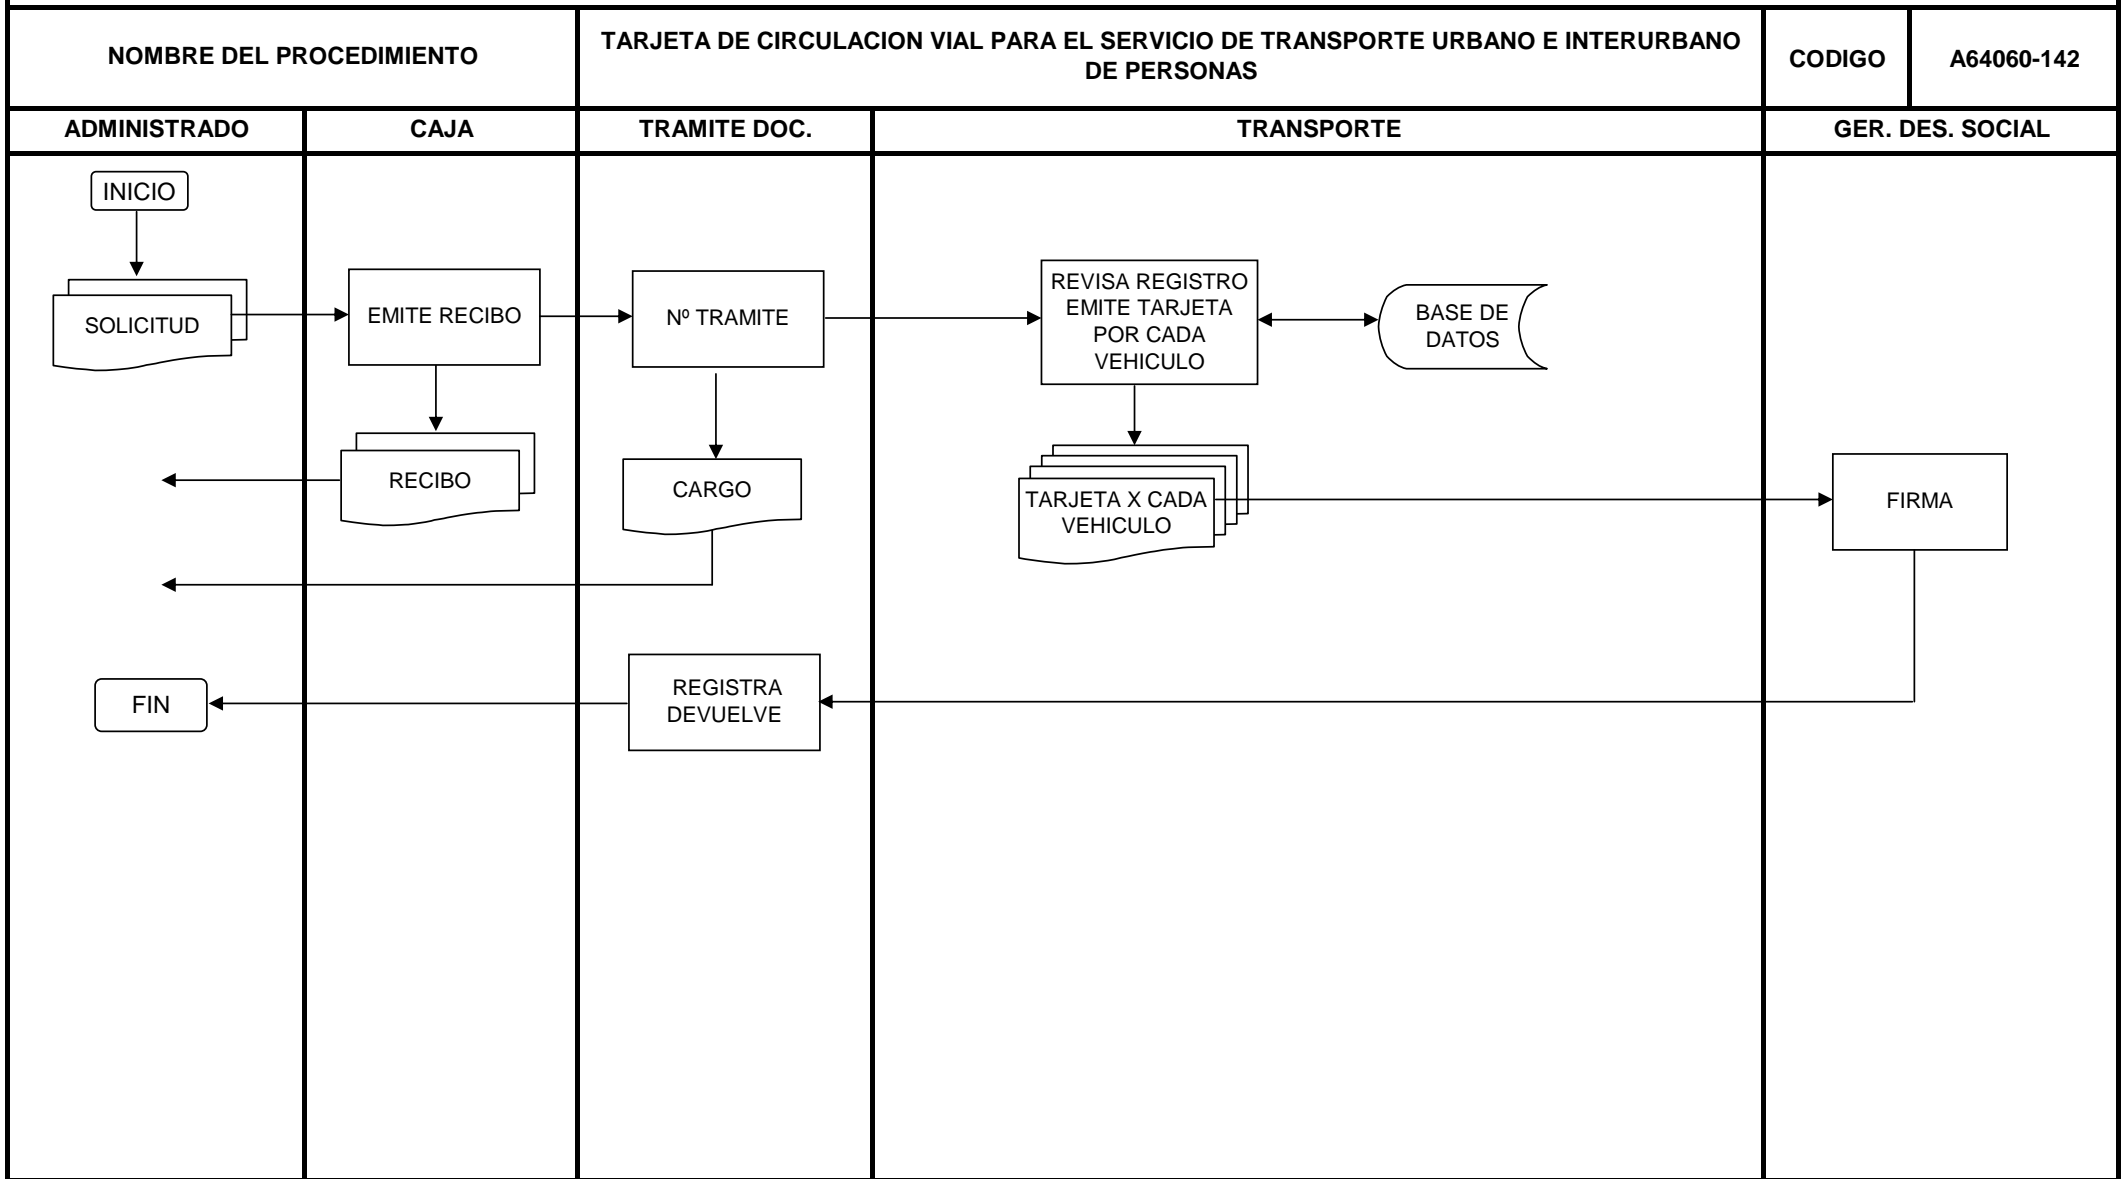 NOMBRE DEL PROCEDIMIENTO
TARJETA DE CIRCULACION VIAL PARA EL SERVICIO DE TRANSPORTE URBANO E INTERURBANO
DE PERSONAS
CODIGO
A64060-142
ADMINISTRADO
CAJA
TRAMITE DOC.
TRANSPORTE
GER. DES. SOCIAL
INICIO
SOLICITUD
EMITE RECIBO
Nº TRAMITE
REVISA REGISTRO
EMITE TARJETA
POR CADA
VEHICULO
BASE DE
DATOS
RECIBO
CARGO
TARJETA X CADA
VEHICULO
FIRMA
FIN
REGISTRA
DEVUELVE